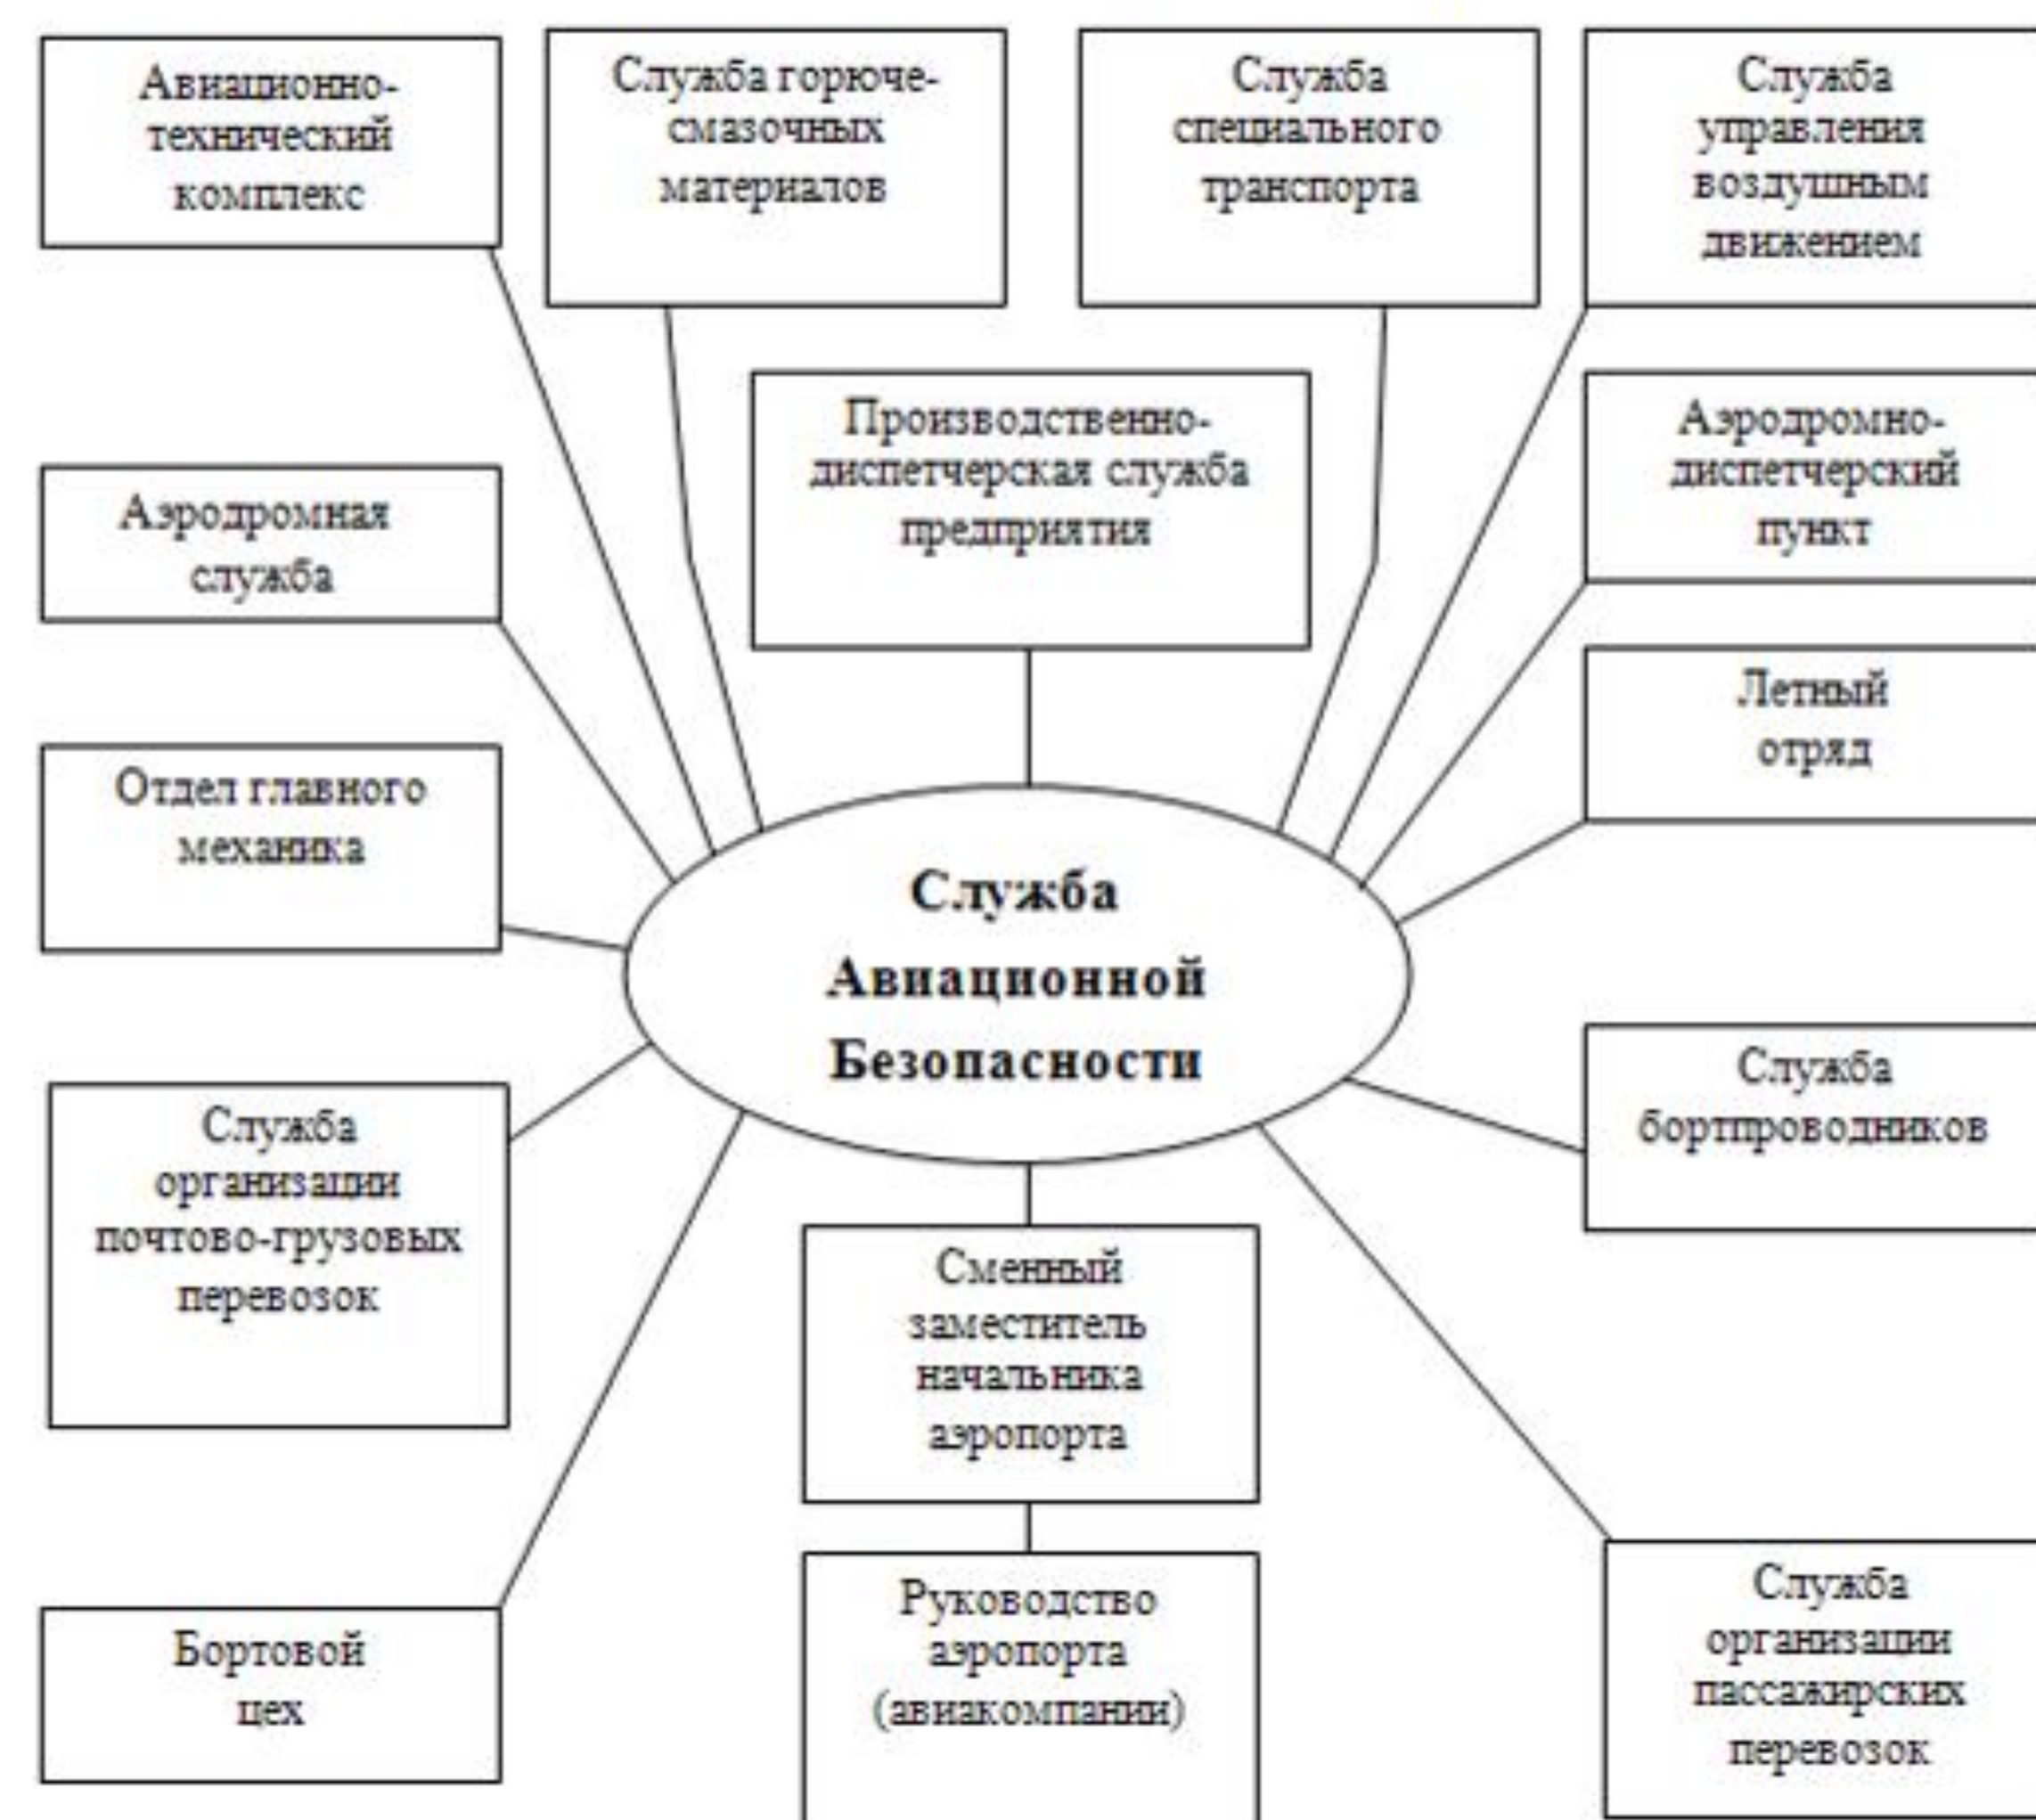 Авиационно-
технический
комплекс
Служба горюче-
смазочных
материалов
Служба
специального
транспорта
Служба
управления
воздушным
движением
Производственно-
диспетчерская служба
предприятия
Аэродромно-
диспетчерский
пункт
Аэродромная
служба
Летный
отряд
Отдел главного
механика
Служба
Авиационной
Безопасности
Служба
бортпроводников
Служба
организации
почтово-грузовых
перевозок
Сменный
заместитель
начальника
аэропорта
Бортовой
цех
Руководство
аэропорта
(авиакомпании)
Служба
организации
пассажирских
перевозок